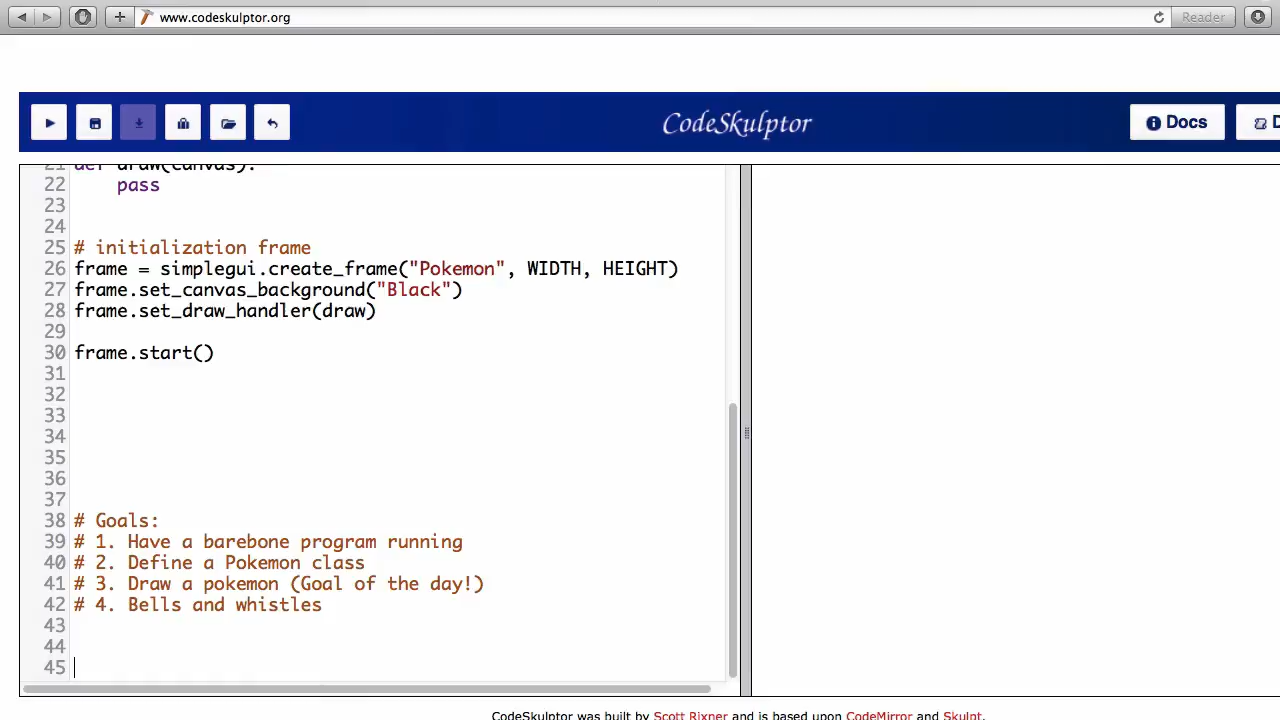 www.codeskulptor.org
Reader
CodeSkulptor
Docs
D
21 def draw(canvas):
22 pass
23
24
25 # initialization frame
26 frame = simplegui.create_frame("Pokemon", WIDTH, HEIGHT)
27 frame.set_canvas_background("Black")
28 frame.set_draw_handler(draw)
29
30 frame.start()
31
32
33
34
35
36
37
38 # Goals:
39 # 1. Have a barebone program running
40 # 2. Define a Pokemon class
41 # 3. Draw a pokemon (Goal of the day!)
42 # 4. Bells and whistles
43
44
45
CodeSkulptor was built by Scott Rixner and is based upon CodeMirror and Skulpt.